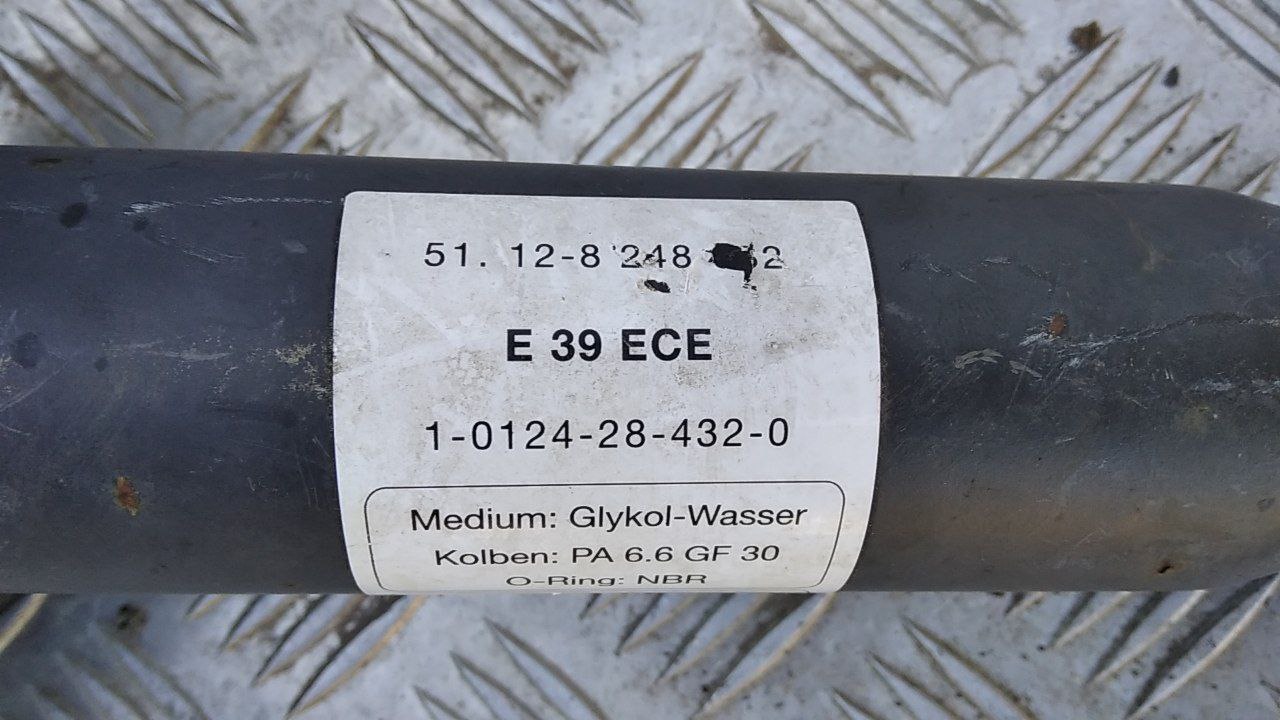 51. 12-8 248
E 39 ECE
1-0124-28-432-0
Medium: Glykol-Wasser
Kolben: PA 6.6 GF 30
O-Ring: NBR